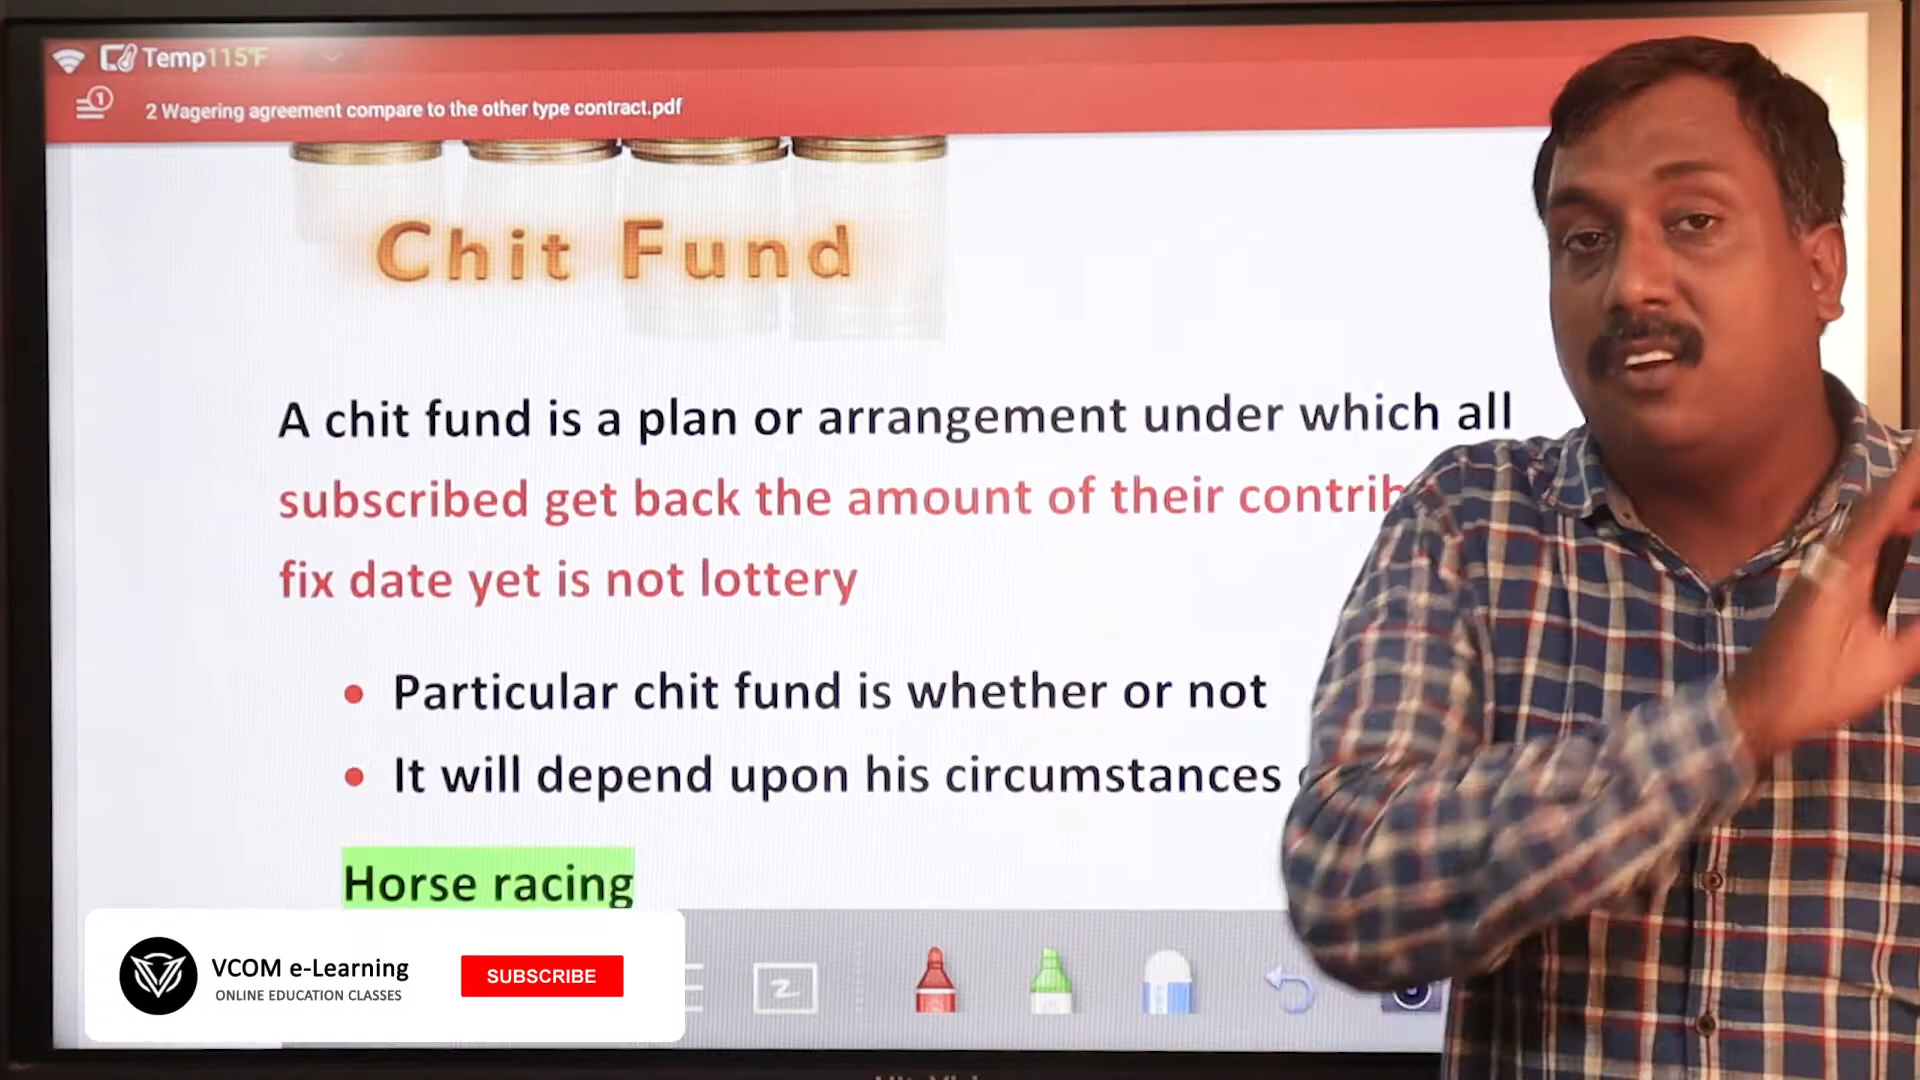 Temp115°F
1
2 Wagering agreement compare to the other type contract.pdf
Chit Fund
A chit fund is a plan or arrangement under which all
subscribed get back the amount of their
fix date yet is not lottery
• Particular chit fund is whether or not
• It will depend upon his circumstances
Horse racing
VCOM e-Learning
ONLINE EDUCATION CLASSES
SUBSCRIBE
2